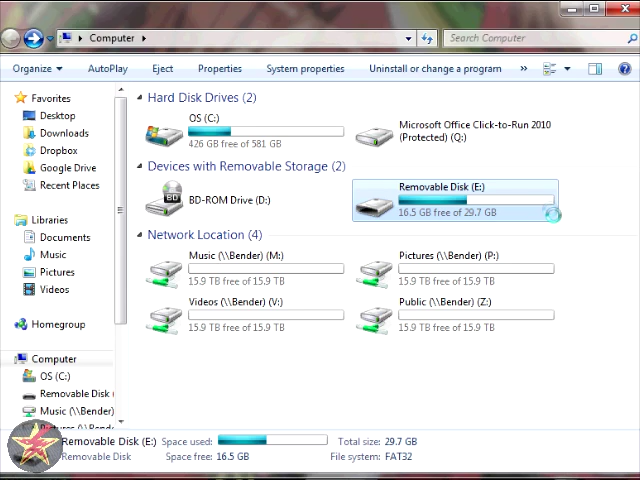 Computer
Search Computer
Organize AutoPlay Eject Properties System properties Uninstall or change a program »
Favorites
Desktop
Downloads
Dropbox
Google Drive
Recent Places
Libraries
Documents
Music
Pictures
Videos
Homegroup
Computer
OS (C:)
Removable Disk (
Music (\\Bender)
Pictures (\\Bender)
Hard Disk Drives (2)
OS (C:)
426 GB free of 581 GB
Microsoft Office Click-to-Run 2010
(Protected) (Q:)
Devices with Removable Storage (2)
BD
BD-ROM Drive (D:)
Removable Disk (E:)
16.5 GB free of 29.7 GB
Network Location (4)
Music (\\Bender) (M:)
15.9 TB free of 15.9 TB
Pictures (\\Bender) (P:)
15.9 TB free of 15.9 TB
Videos (\\Bender) (V:)
15.9 TB free of 15.9 TB
Public (\\Bender) (Z:)
15.9 TB free of 15.9 TB
Removable Disk (E:) Space used: Total size: 29.7 GB
Removable Disk Space free: 16.5 GB File system: FAT32